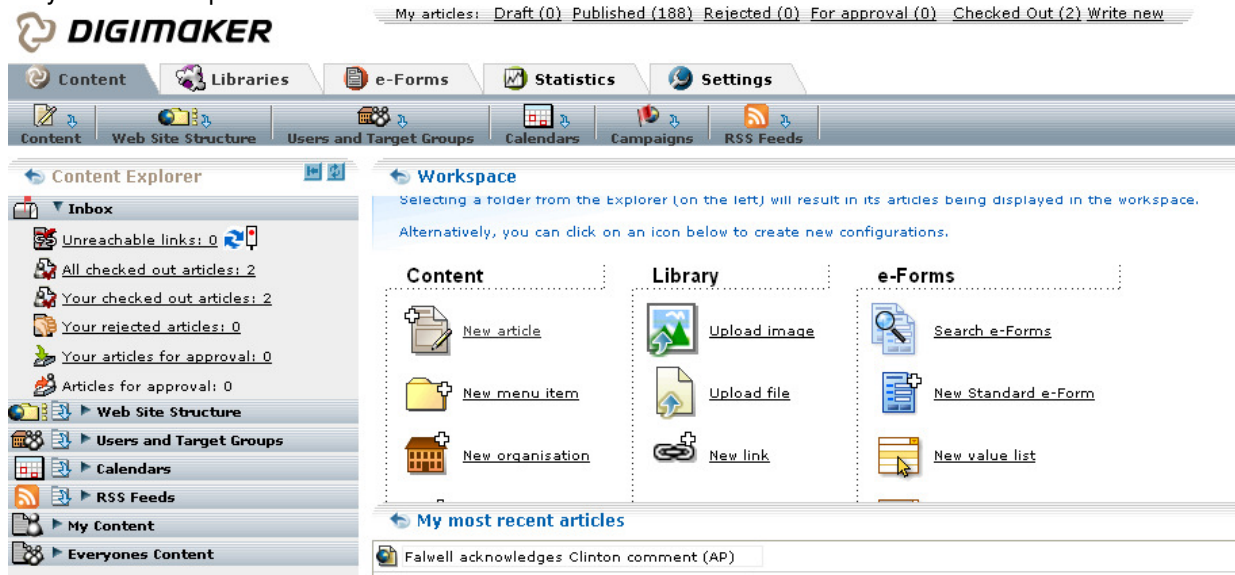 My articles: Draft (0) Published (188) Rejected (0) For approval (0) Checked Out (2) Write new
DIGIMAKER
Content Libraries e-Forms Statistics Settings
Content Web Site Structure Users and Target Groups Calendars Campaigns RSS Feeds
Content Explorer
Inbox
Unreachable links: 0
All checked out articles: 2
Your checked out articles: 2
Your rejected articles: 0
Your articles for approval: 0
Articles for approval: 0
Web Site Structure
Users and Target Groups
Calendars
RSS Feeds
My Content
Everyones Content
Workspace
Selecting a folder from the Explorer (on the left) will result in its articles being displayed in the workspace.
Alternatively, you can click on an icon below to create new configurations.
Content
New article
New menu item
New organisation
Library
Upload image
Upload file
New link
e-Forms
Search e-Forms
New Standard e-Form
New value list
My most recent articles
Falwell acknowledges Clinton comment (AP)